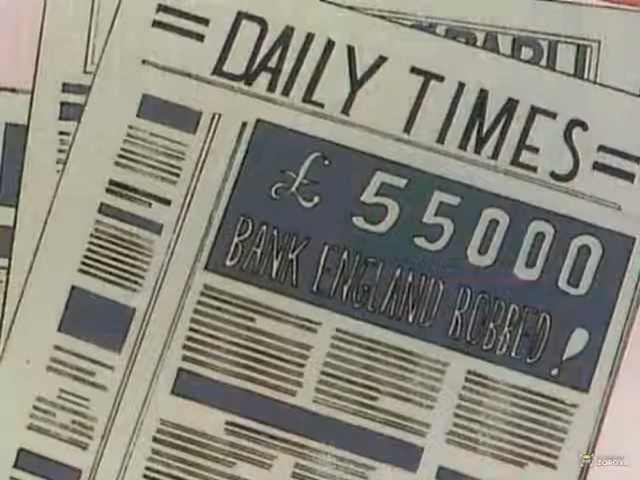 = DAILY TIMES =
£ 55000
BANK ENGLAND ROBBED!